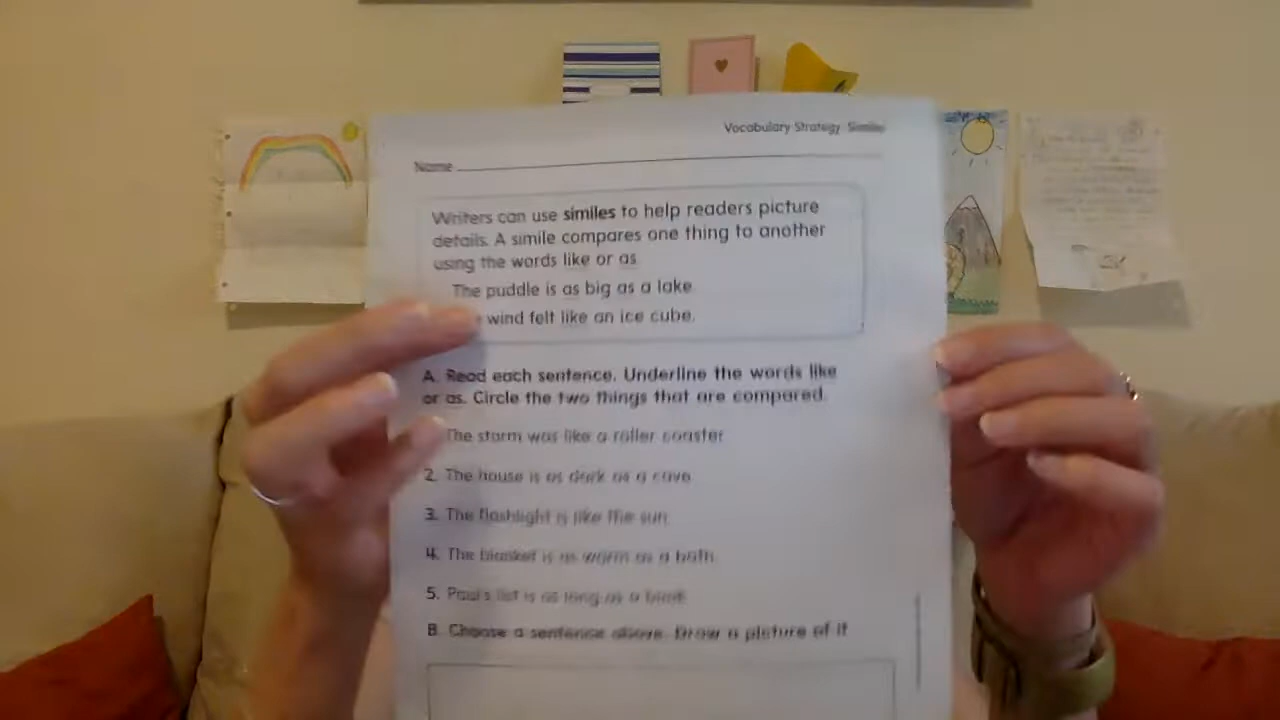 Vocabulary Strategy: Similes
Name
Writers can use similes to help readers picture
details. A simile compares one thing to another
using the words like or as.
The puddle is as big as a lake.
wind felt like an ice cube.
A. Read each sentence. Underline the words like
or as. Circle the two things that are compared.
The storm was like a roller coaster.
2. The house is as dark as a cave.
3. The flashlight is like the sun.
4. The blanket is as warm as a bath.
5. Paul's list is as long as a
B. Choose a sentence above. Draw a picture of it